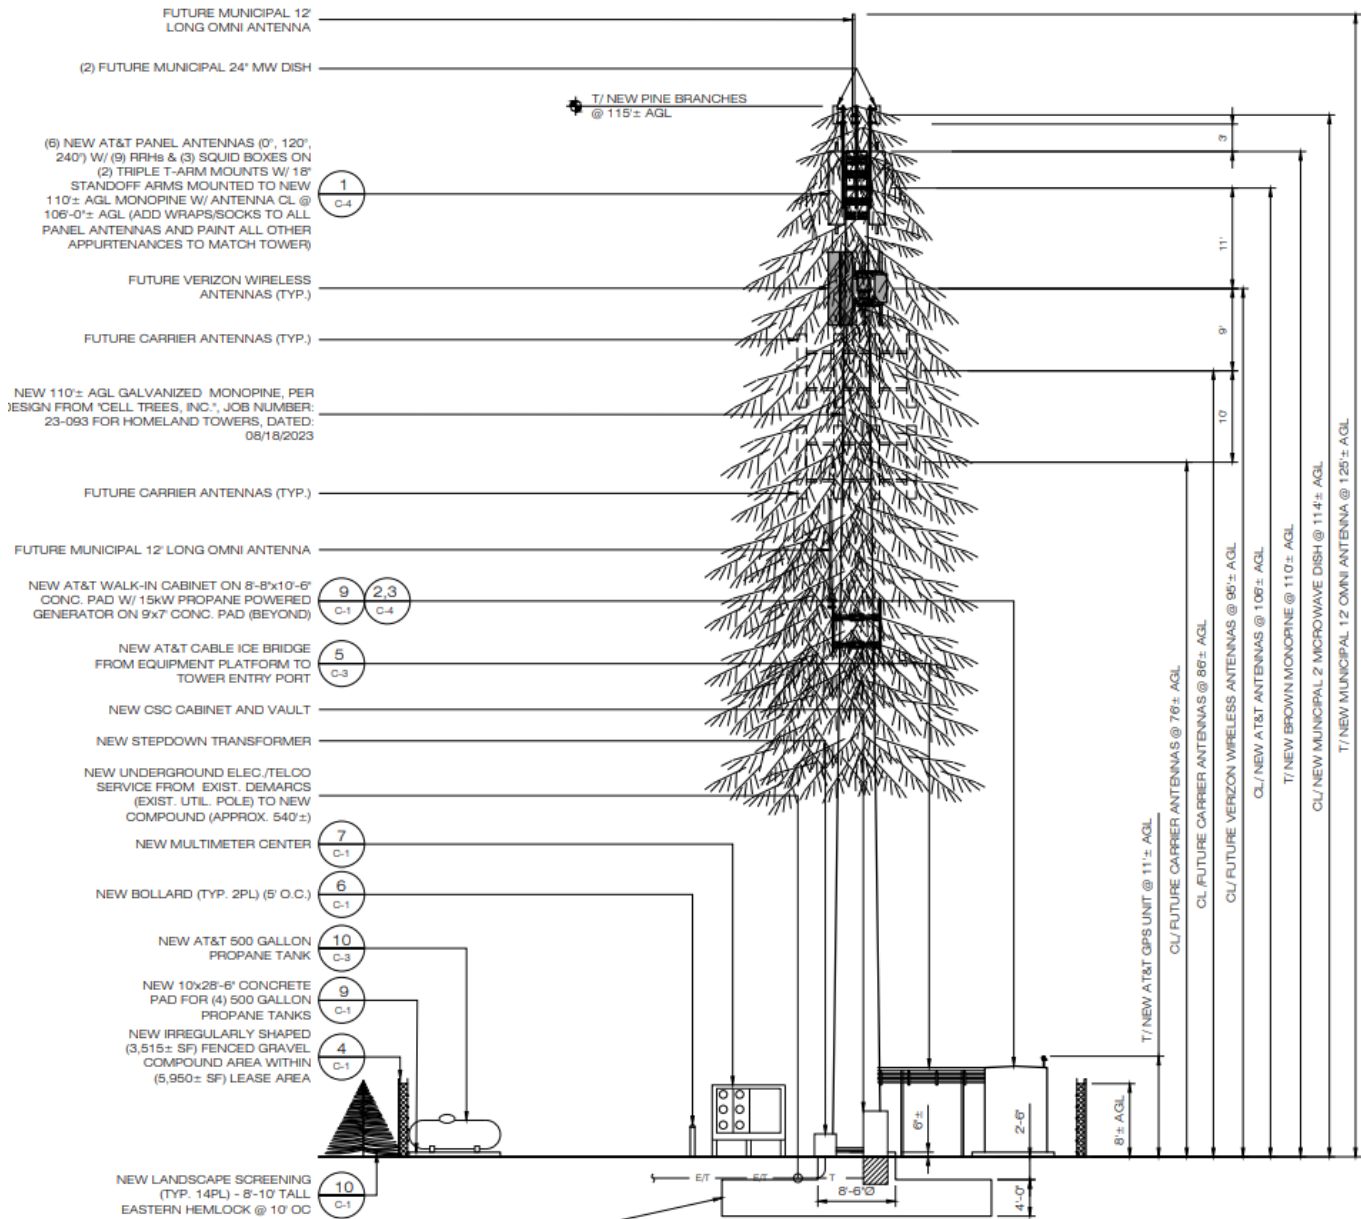 FUTURE MUNICIPAL 12'
LONG OMNI ANTENNA
(2) FUTURE MUNICIPAL 24" MW DISH
T/ NEW PINE BRANCHES
@ 115'± AGL
(6) NEW AT&T PANEL ANTENNAS (0°, 120°,
240°) W/ (9) RRHs & (3) SQUID BOXES ON
(2) TRIPLE T-ARM MOUNTS W/ 18"
STANDOFF ARMS MOUNTED TO NEW
110'± AGL MONOPINE W/ ANTENNA CL @
106'-0"± AGL (ADD WRAPS/SOCKS TO ALL
PANEL ANTENNAS AND PAINT ALL OTHER
APPURTENANCES TO MATCH TOWER)
1
C-4
FUTURE VERIZON WIRELESS
ANTENNAS (TYP.)
FUTURE CARRIER ANTENNAS (TYP.)
NEW 110'± AGL GALVANIZED MONOPINE, PER
DESIGN FROM "CELL TREES, INC.", JOB NUMBER:
23-093 FOR HOMELAND TOWERS, DATED:
08/18/2023
FUTURE CARRIER ANTENNAS (TYP.)
FUTURE MUNICIPAL 12' LONG OMNI ANTENNA
NEW AT&T WALK-IN CABINET ON 8'-8"x10'-6"
CONC. PAD W/ 15kW PROPANE POWERED
GENERATOR ON 9'x7' CONC. PAD (BEYOND)
9
C-1
2,3
C-4
NEW AT&T CABLE ICE BRIDGE
FROM EQUIPMENT PLATFORM TO
TOWER ENTRY PORT
5
C-3
NEW CSC CABINET AND VAULT
NEW STEPDOWN TRANSFORMER
NEW UNDERGROUND ELEC./TELCO
SERVICE FROM EXIST. DEMARCS
(EXIST. UTIL. POLE) TO NEW
COMPOUND (APPROX. 540'±)
NEW MULTIMETER CENTER
7
C-1
NEW BOLLARD (TYP. 2PL) (5' O.C.)
6
C-1
NEW AT&T 500 GALLON
PROPANE TANK
10
C-3
NEW 10'x28'-6" CONCRETE
PAD FOR (4) 500 GALLON
PROPANE TANKS
9
C-1
NEW IRREGULARLY SHAPED
(3,515± SF) FENCED GRAVEL
COMPOUND AREA WITHIN
(5,950± SF) LEASE AREA
4
C-1
NEW LANDSCAPE SCREENING
(TYP. 14PL) - 8'-10' TALL
EASTERN HEMLOCK @ 10' OC
10
C-1
E/T
E/T
T
8'-6"Ø
4'-0"
6"±
2'-6"
8'± AGL
3'
11'
9'
10'
T/ NEW AT&T GPS UNIT @ 11'± AGL
CL/ FUTURE CARRIER ANTENNAS @ 76'± AGL
CL /FUTURE CARRIER ANTENNAS @ 86'± AGL
CL/ FUTURE VERIZON WIRELESS ANTENNAS @ 95'± AGL
CL/ NEW AT&T ANTENNAS @ 106'± AGL
T/ NEW BROWN MONOPINE @ 110'± AGL
CL/ NEW MUNICIPAL 2 MICROWAVE DISH @ 114'± AGL
T/ NEW MUNICIPAL 12 OMNI ANTENNA @ 125'± AGL